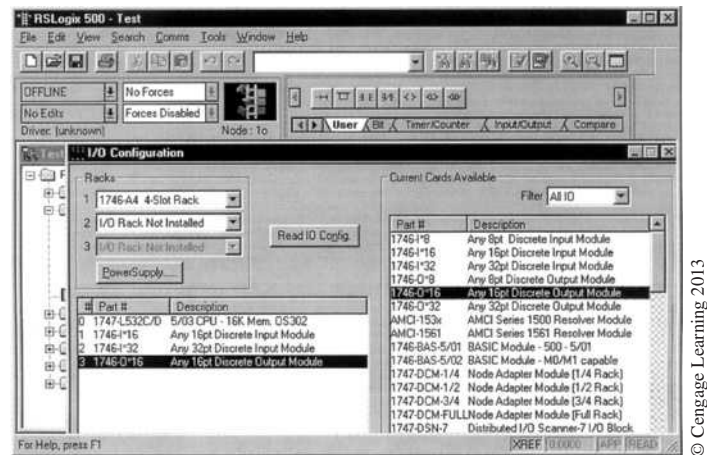 RSLogix 500 - Test
File Edit View Search Comms Tools Window Help
OFFLINE
No Forces
No Edits
Forces Disabled
Driver: (unknown)
Node : 1o
User
Bit
Timer/Counter
Input/Output
Compare
Test
I/O Configuration
Racks
1 1746-A4 4-Slot Rack
2 I/O Rack Not Installed
3 I/O Rack Not Installed
PowerSupply...
Read IO Config.
Current Cards Available
Filter All IO
# Part # Description
0 1747-L532C/D 5/03 CPU - 16K Mem. OS302
1 1746-I*16 Any 16pt Discrete Input Module
2 1746-I*32 Any 32pt Discrete Input Module
3 1746-O*16 Any 16pt Discrete Output Module
Part # Description
1746-I*8 Any 8pt Discrete Input Module
1746-I*16 Any 16pt Discrete Input Module
1746-I*32 Any 32pt Discrete Input Module
1746-O*8 Any 8pt Discrete Output Module
1746-O*16 Any 16pt Discrete Output Module
1746-O*32 Any 32pt Discrete Output Module
AMCI-153x AMCI Series 1500 Resolver Module
AMCI-1561 AMCI Series 1561 Resolver Module
1746-BAS-5/01 BASIC Module - 500 - 5/01
1746-BAS-5/02 BASIC Module - M0/M1 capable
1747-DCM-1/4 Node Adapter Module (1/4 Rack)
1747-DCM-1/2 Node Adapter Module (1/2 Rack)
1747-DCM-3/4 Node Adapter Module (3/4 Rack)
1747-DCM-FULL Node Adapter Module (Full Rack)
1747-DSN-7 Distributed I/O Scanner-7 I/O Block
For Help, press F1
XREF 0:0000 APP READ
© Cengage Learning 2013